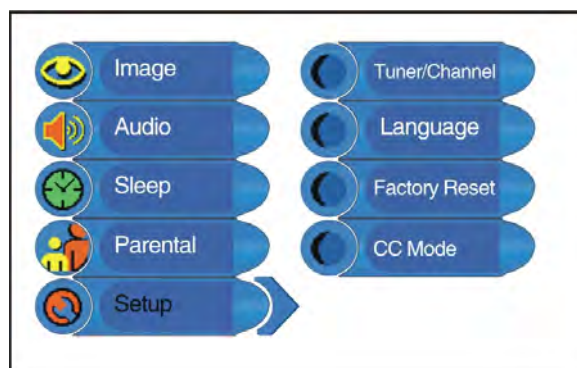 Image
Audio
Sleep
Parental
Setup
Tuner/Channel
Language
Factory Reset
CC Mode